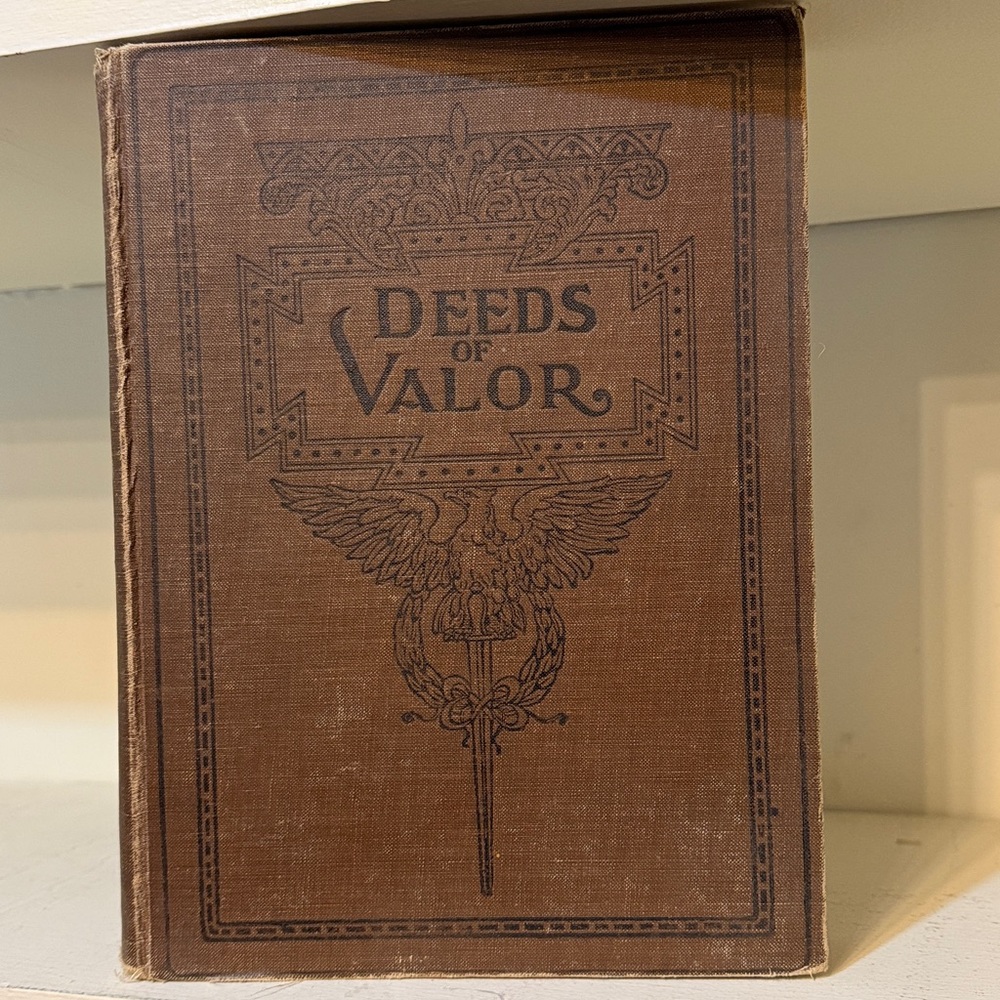 DEEDS
OF
VALOR